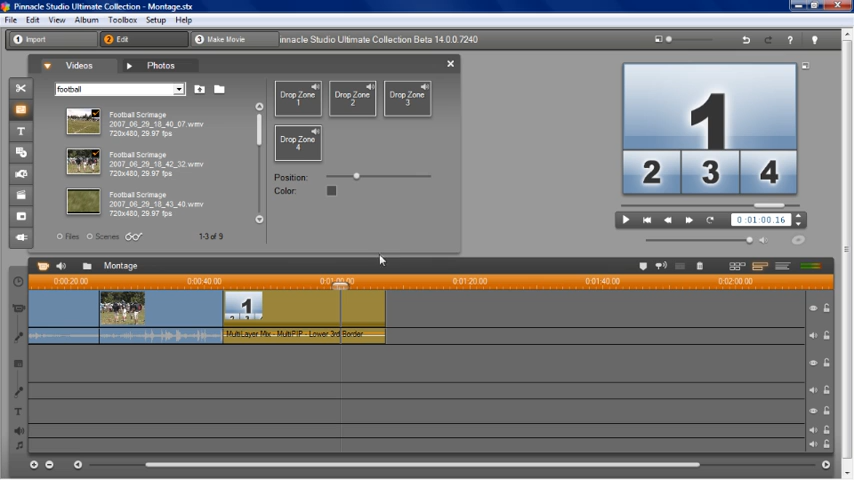 Pinnacle Studio Ultimate Collection - Montage.stx
File Edit View Album Toolbox Setup Help
1 Import
2 Edit
3 Make Movie
innacle Studio Ultimate Collection Beta 14.0.0.7240
Videos
Photos
football
Football Scrimage
2007_06_29_18_40_07.wmv
720x480, 29.97 fps
Football Scrimage
2007_06_29_18_42_32.wmv
720x480, 29.97 fps
Football Scrimage
2007_06_29_18_43_40.wmv
720x480, 29.97 fps
Files
Scenes
1-3 of 9
Drop Zone
1
Drop Zone
2
Drop Zone
3
Drop Zone
4
Position:
Color:
1
2 3 4
0:01:00.16
Montage
0:00:20.00 0:00:40.00 0:01:00.00 0:01:20.00 0:01:40.00 0:02:00.00
1
MultiLayer Mix - MultiPIP - Lower 3rd Border